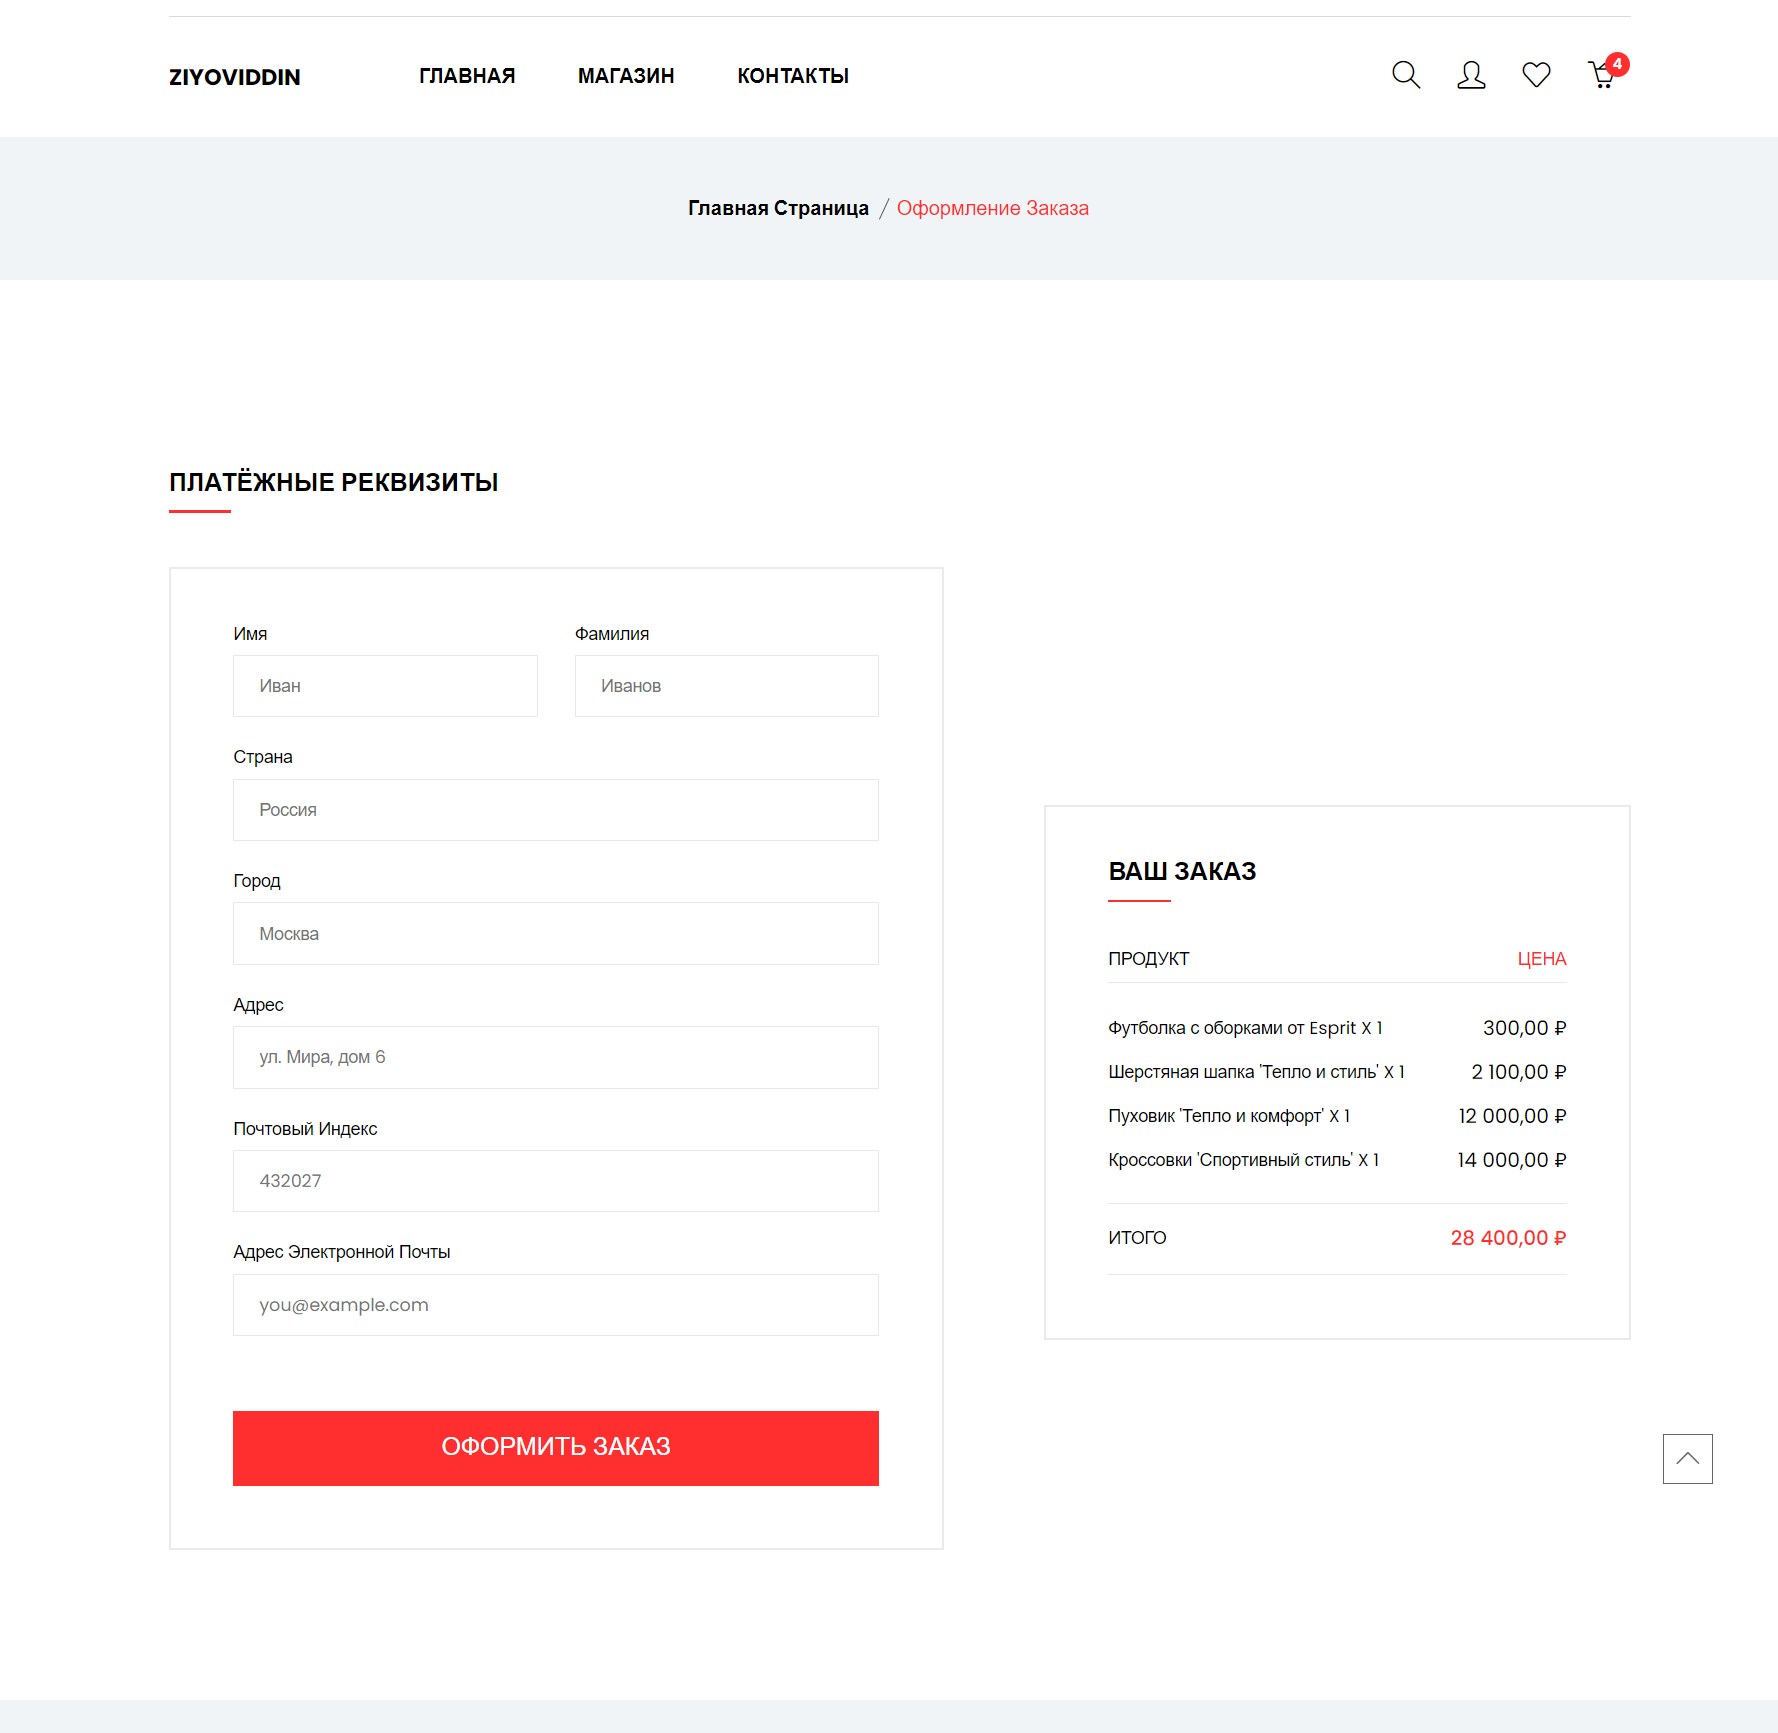 ZIYOVIDDIN ГЛАВНАЯ МАГАЗИН КОНТАКТЫ 4
Главная Страница / Оформление Заказа
ПЛАТЁЖНЫЕ РЕКВИЗИТЫ
Имя Фамилия
Иван Иванов
Страна
Россия
Город
Москва
Адрес
ул. Мира, дом 6
Почтовый Индекс
432027
Адрес Электронной Почты
you@example.com
ОФОРМИТЬ ЗАКАЗ
ВАШ ЗАКАЗ
ПРОДУКТ ЦЕНА
Футболка с оборками от Esprit X 1 300,00 ₽
Шерстяная шапка 'Тепло и стиль' X 1 2 100,00 ₽
Пуховик 'Тепло и комфорт' X 1 12 000,00 ₽
Кроссовки 'Спортивный стиль' X 1 14 000,00 ₽
ИТОГО 28 400,00 ₽